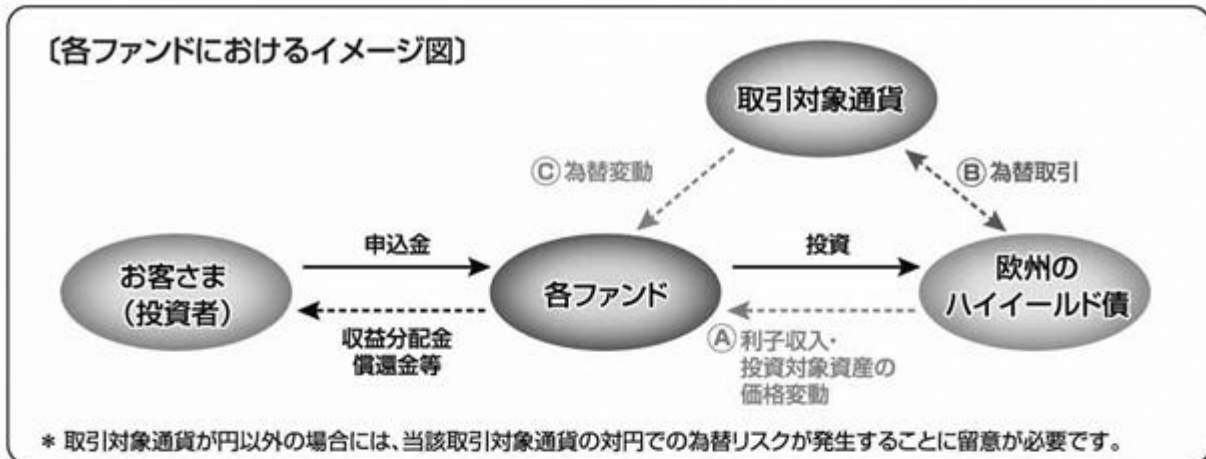 〔各ファンドにおけるイメージ図〕
取引対象通貨
Ⓒ為替変動
Ⓑ為替取引
申込金
投資
お客さま
（投資者）
各ファンド
欧州の
ハイイールド債
収益分配金
償還金等
Ⓐ利子収入・
投資対象資産の
価格変動
＊ 取引対象通貨が円以外の場合には、当該取引対象通貨の対円での為替リスクが発生することに留意が必要です。